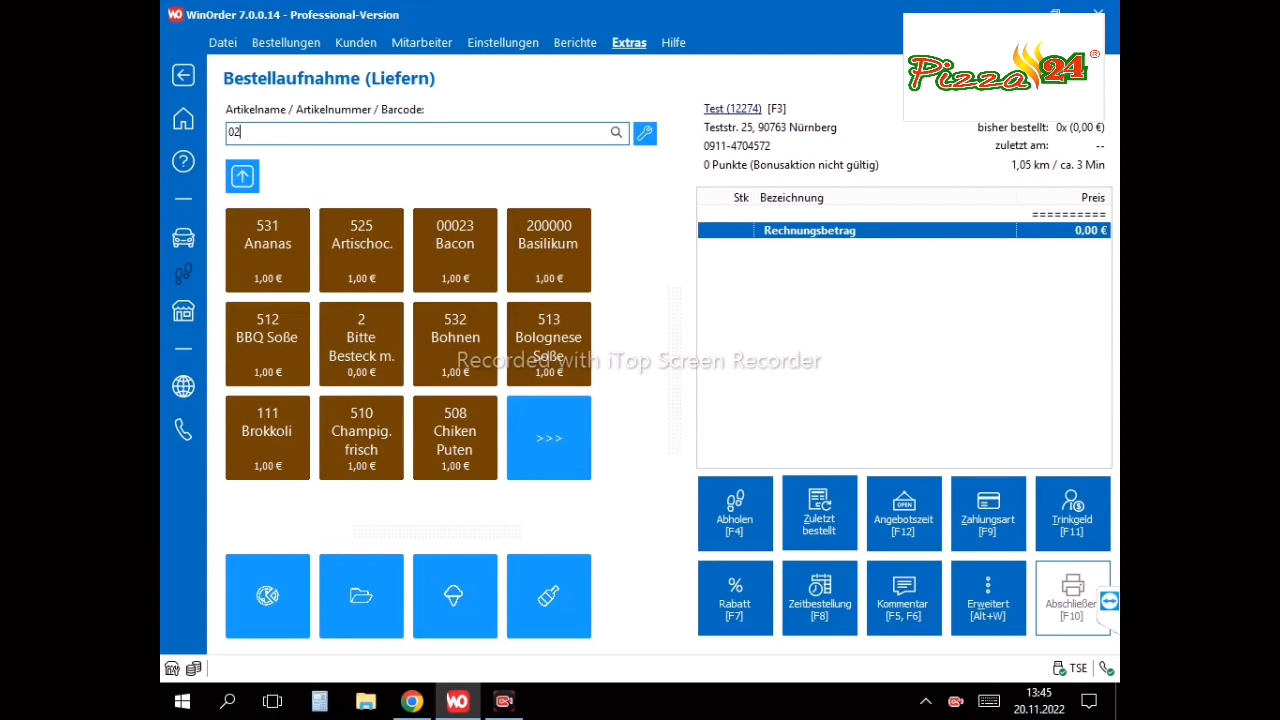 WinOrder 7.0.0.14 - Professional-Version
Datei Bestellungen Kunden Mitarbeiter Einstellungen Berichte Extras Hilfe
Pizza 24 ®
Bestellaufnahme (Liefern)
Artikelname / Artikelnummer / Barcode:
02
Test (12274) [F3]
Teststr. 25, 90763 Nürnberg
0911-4704572
0 Punkte (Bonusaktion nicht gültig)
bisher bestellt: 0x (0,00 €)
zuletzt am: --
1,05 km / ca. 3 Min
Stk Bezeichnung Preis
==========
Rechnungsbetrag 0,00 €
531
Ananas
1,00 €
525
Artischoc.
1,00 €
00023
Bacon
1,00 €
200000
Basilikum
1,00 €
512
BBQ Soße
1,00 €
2
Bitte
Besteck m.
0,00 €
532
Bohnen
1,00 €
513
Bolognese
Soße
1,00 €
Recorded with iTop Screen Recorder
111
Brokkoli
1,00 €
510
Champig.
frisch
1,00 €
508
Chiken
Puten
1,00 €
>>>
Abholen
[F4]
Zuletzt
bestellt
OPEN
Angebotszeit
[F12]
Zahlungsart
[F9]
Trinkgeld
[F11]
%
Rabatt
[F7]
Zeitbestellung
[F8]
Kommentar
[F5, F6]
Erweitert
[Alt+W]
Abschließer
[F10]
TSE
WO
13:45
20.11.2022